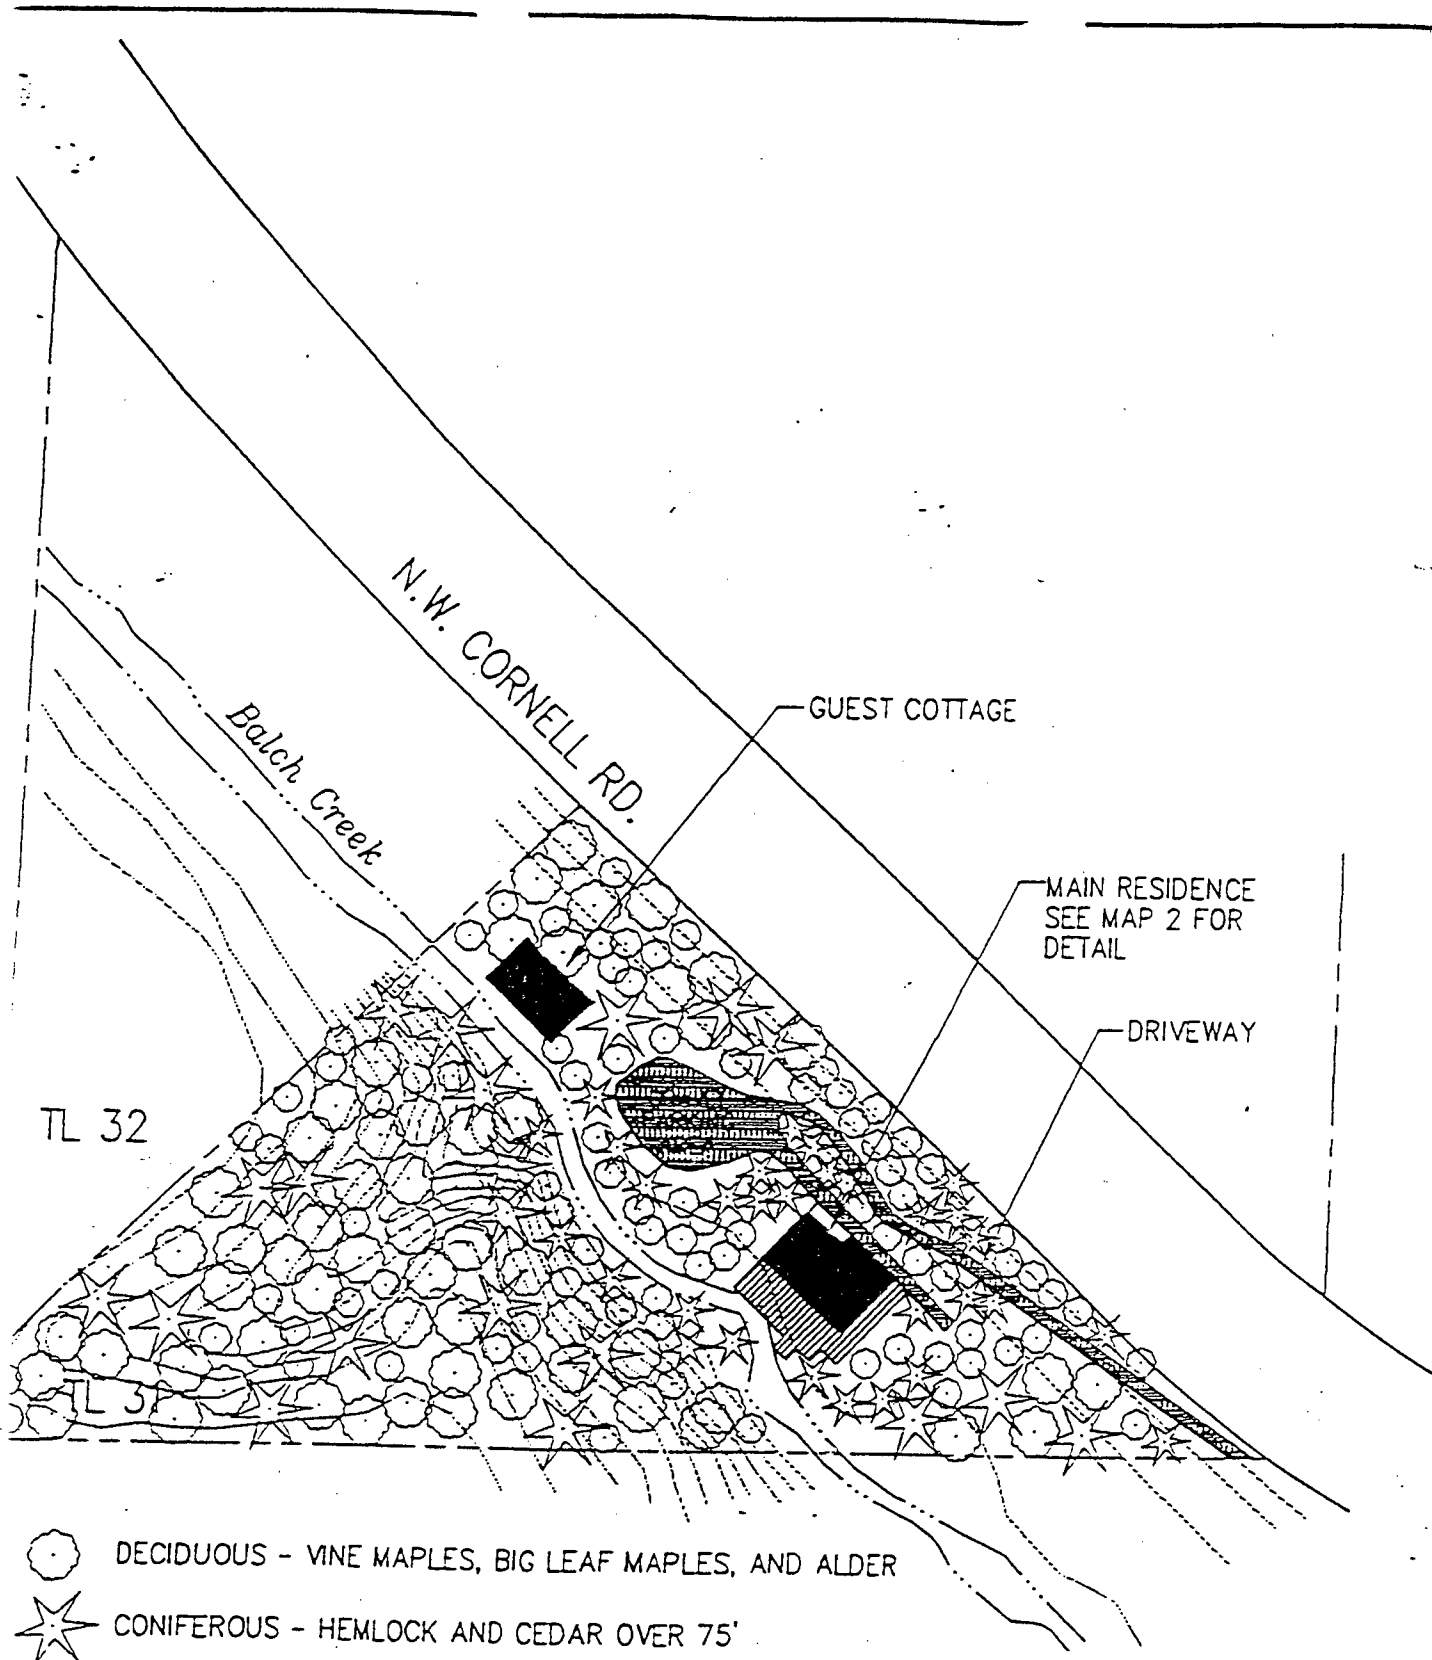 N.W. CORNELL RD.
GUEST COTTAGE
Balch Creek
MAIN RESIDENCE
SEE MAP 2 FOR
DETAIL
DRIVEWAY
TL 32
TL 3
DECIDUOUS - VINE MAPLES, BIG LEAF MAPLES, AND ALDER
CONIFEROUS - HEMLOCK AND CEDAR OVER 75'